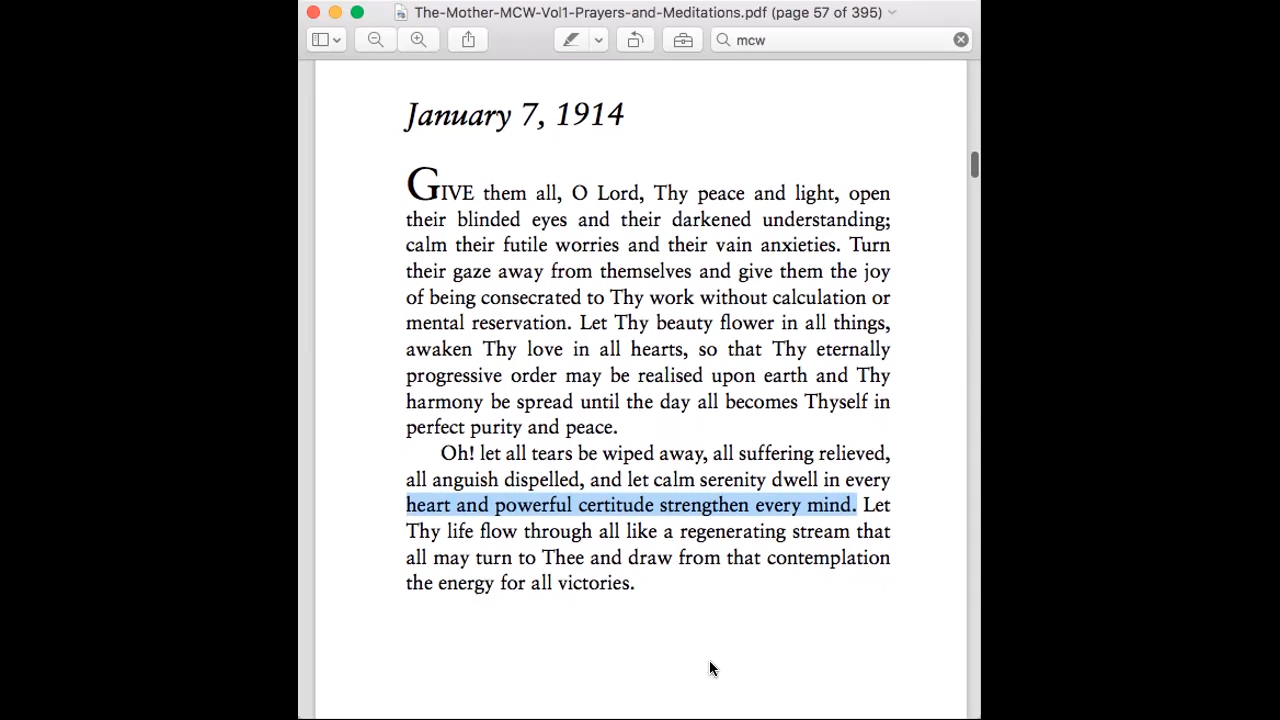 The-Mother-MCW-Vol1-Prayers-and-Meditations.pdf (page 57 of 395)
mcw
January 7, 1914
GIVE them all, O Lord, Thy peace and light, open
their blinded eyes and their darkened understanding;
calm their futile worries and their vain anxieties. Turn
their gaze away from themselves and give them the joy
of being consecrated to Thy work without calculation or
mental reservation. Let Thy beauty flower in all things,
awaken Thy love in all hearts, so that Thy eternally
progressive order may be realised upon earth and Thy
harmony be spread until the day all becomes Thyself in
perfect purity and peace.
Oh! let all tears be wiped away, all suffering relieved,
all anguish dispelled, and let calm serenity dwell in every
heart and powerful certitude strengthen every mind. Let
Thy life flow through all like a regenerating stream that
all may turn to Thee and draw from that contemplation
the energy for all victories.